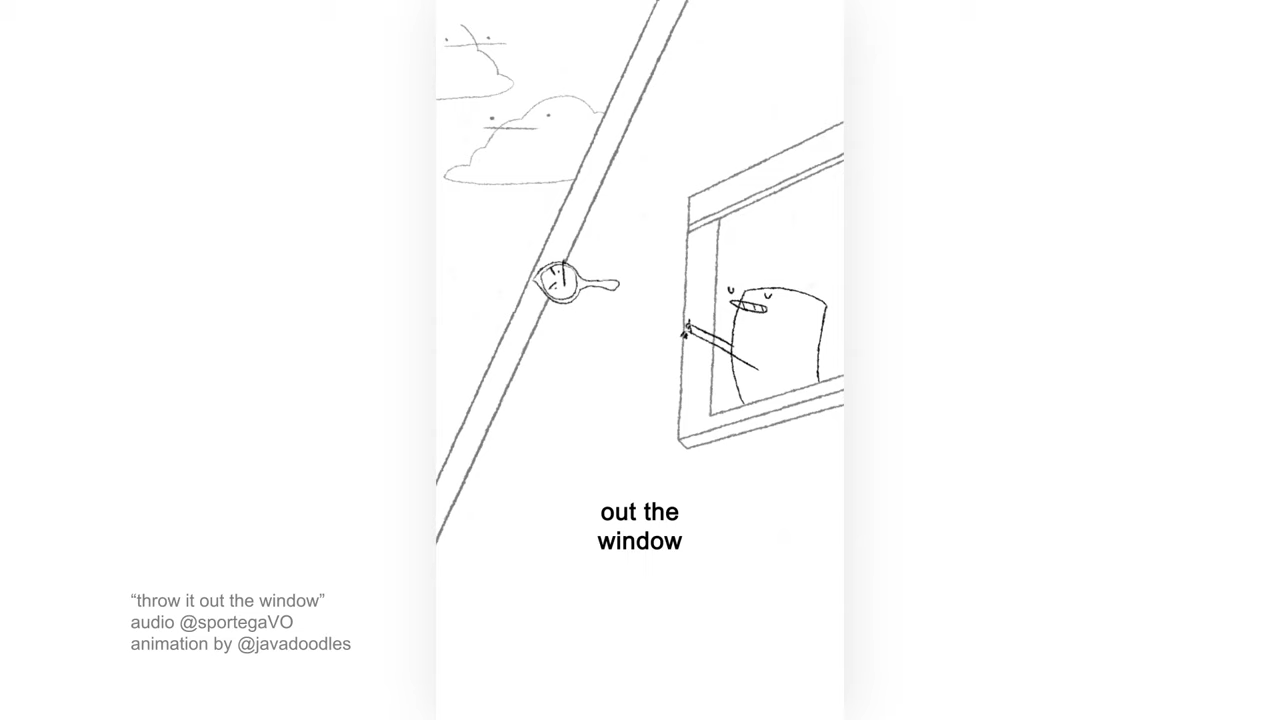 out the
window
“throw it out the window”
audio @sportegaVO
animation by @javadoodles